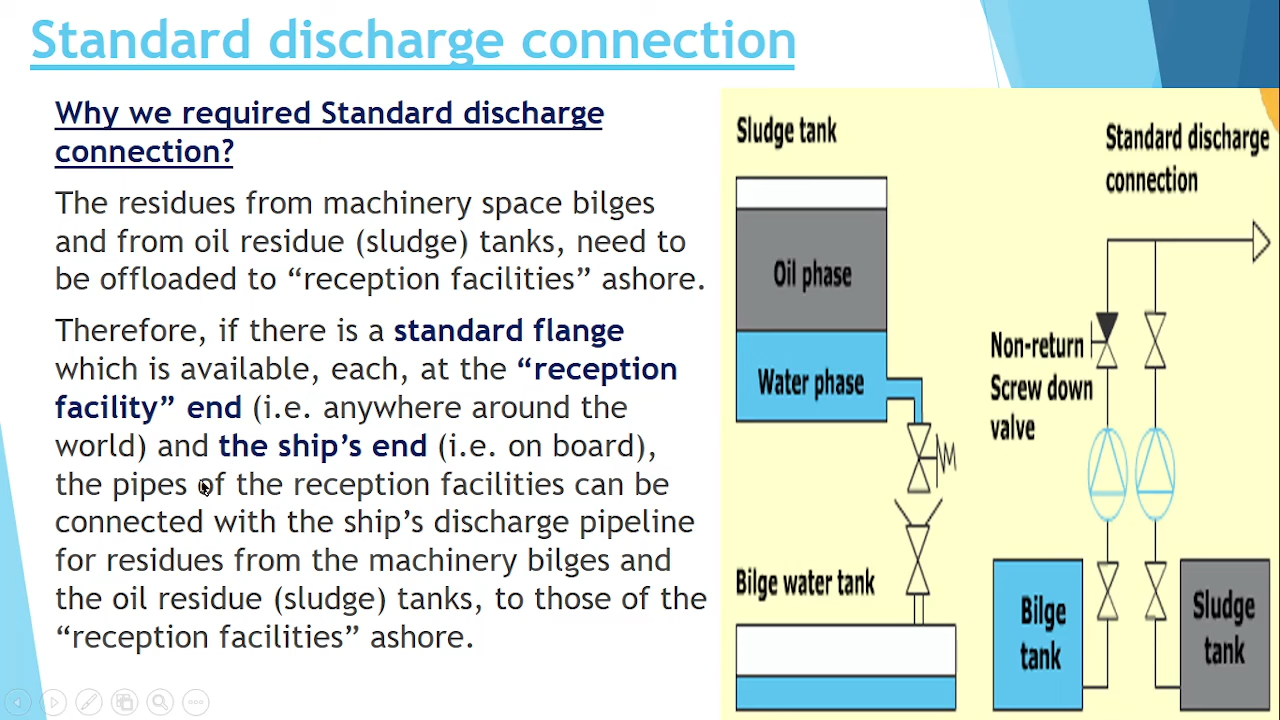 Standard discharge connection
Why we required Standard discharge
connection?
The residues from machinery space bilges
and from oil residue (sludge) tanks, need to
be offloaded to “reception facilities” ashore.
Therefore, if there is a standard flange
which is available, each, at the “reception
facility” end (i.e. anywhere around the
world) and the ship’s end (i.e. on board),
the pipes of the reception facilities can be
connected with the ship’s discharge pipeline
for residues from the machinery bilges and
the oil residue (sludge) tanks, to those of the
“reception facilities” ashore.
Sludge tank
Oil phase
Water phase
Bilge water tank
Standard discharge
connection
Non-return
Screw down
valve
Bilge
tank
Sludge
tank